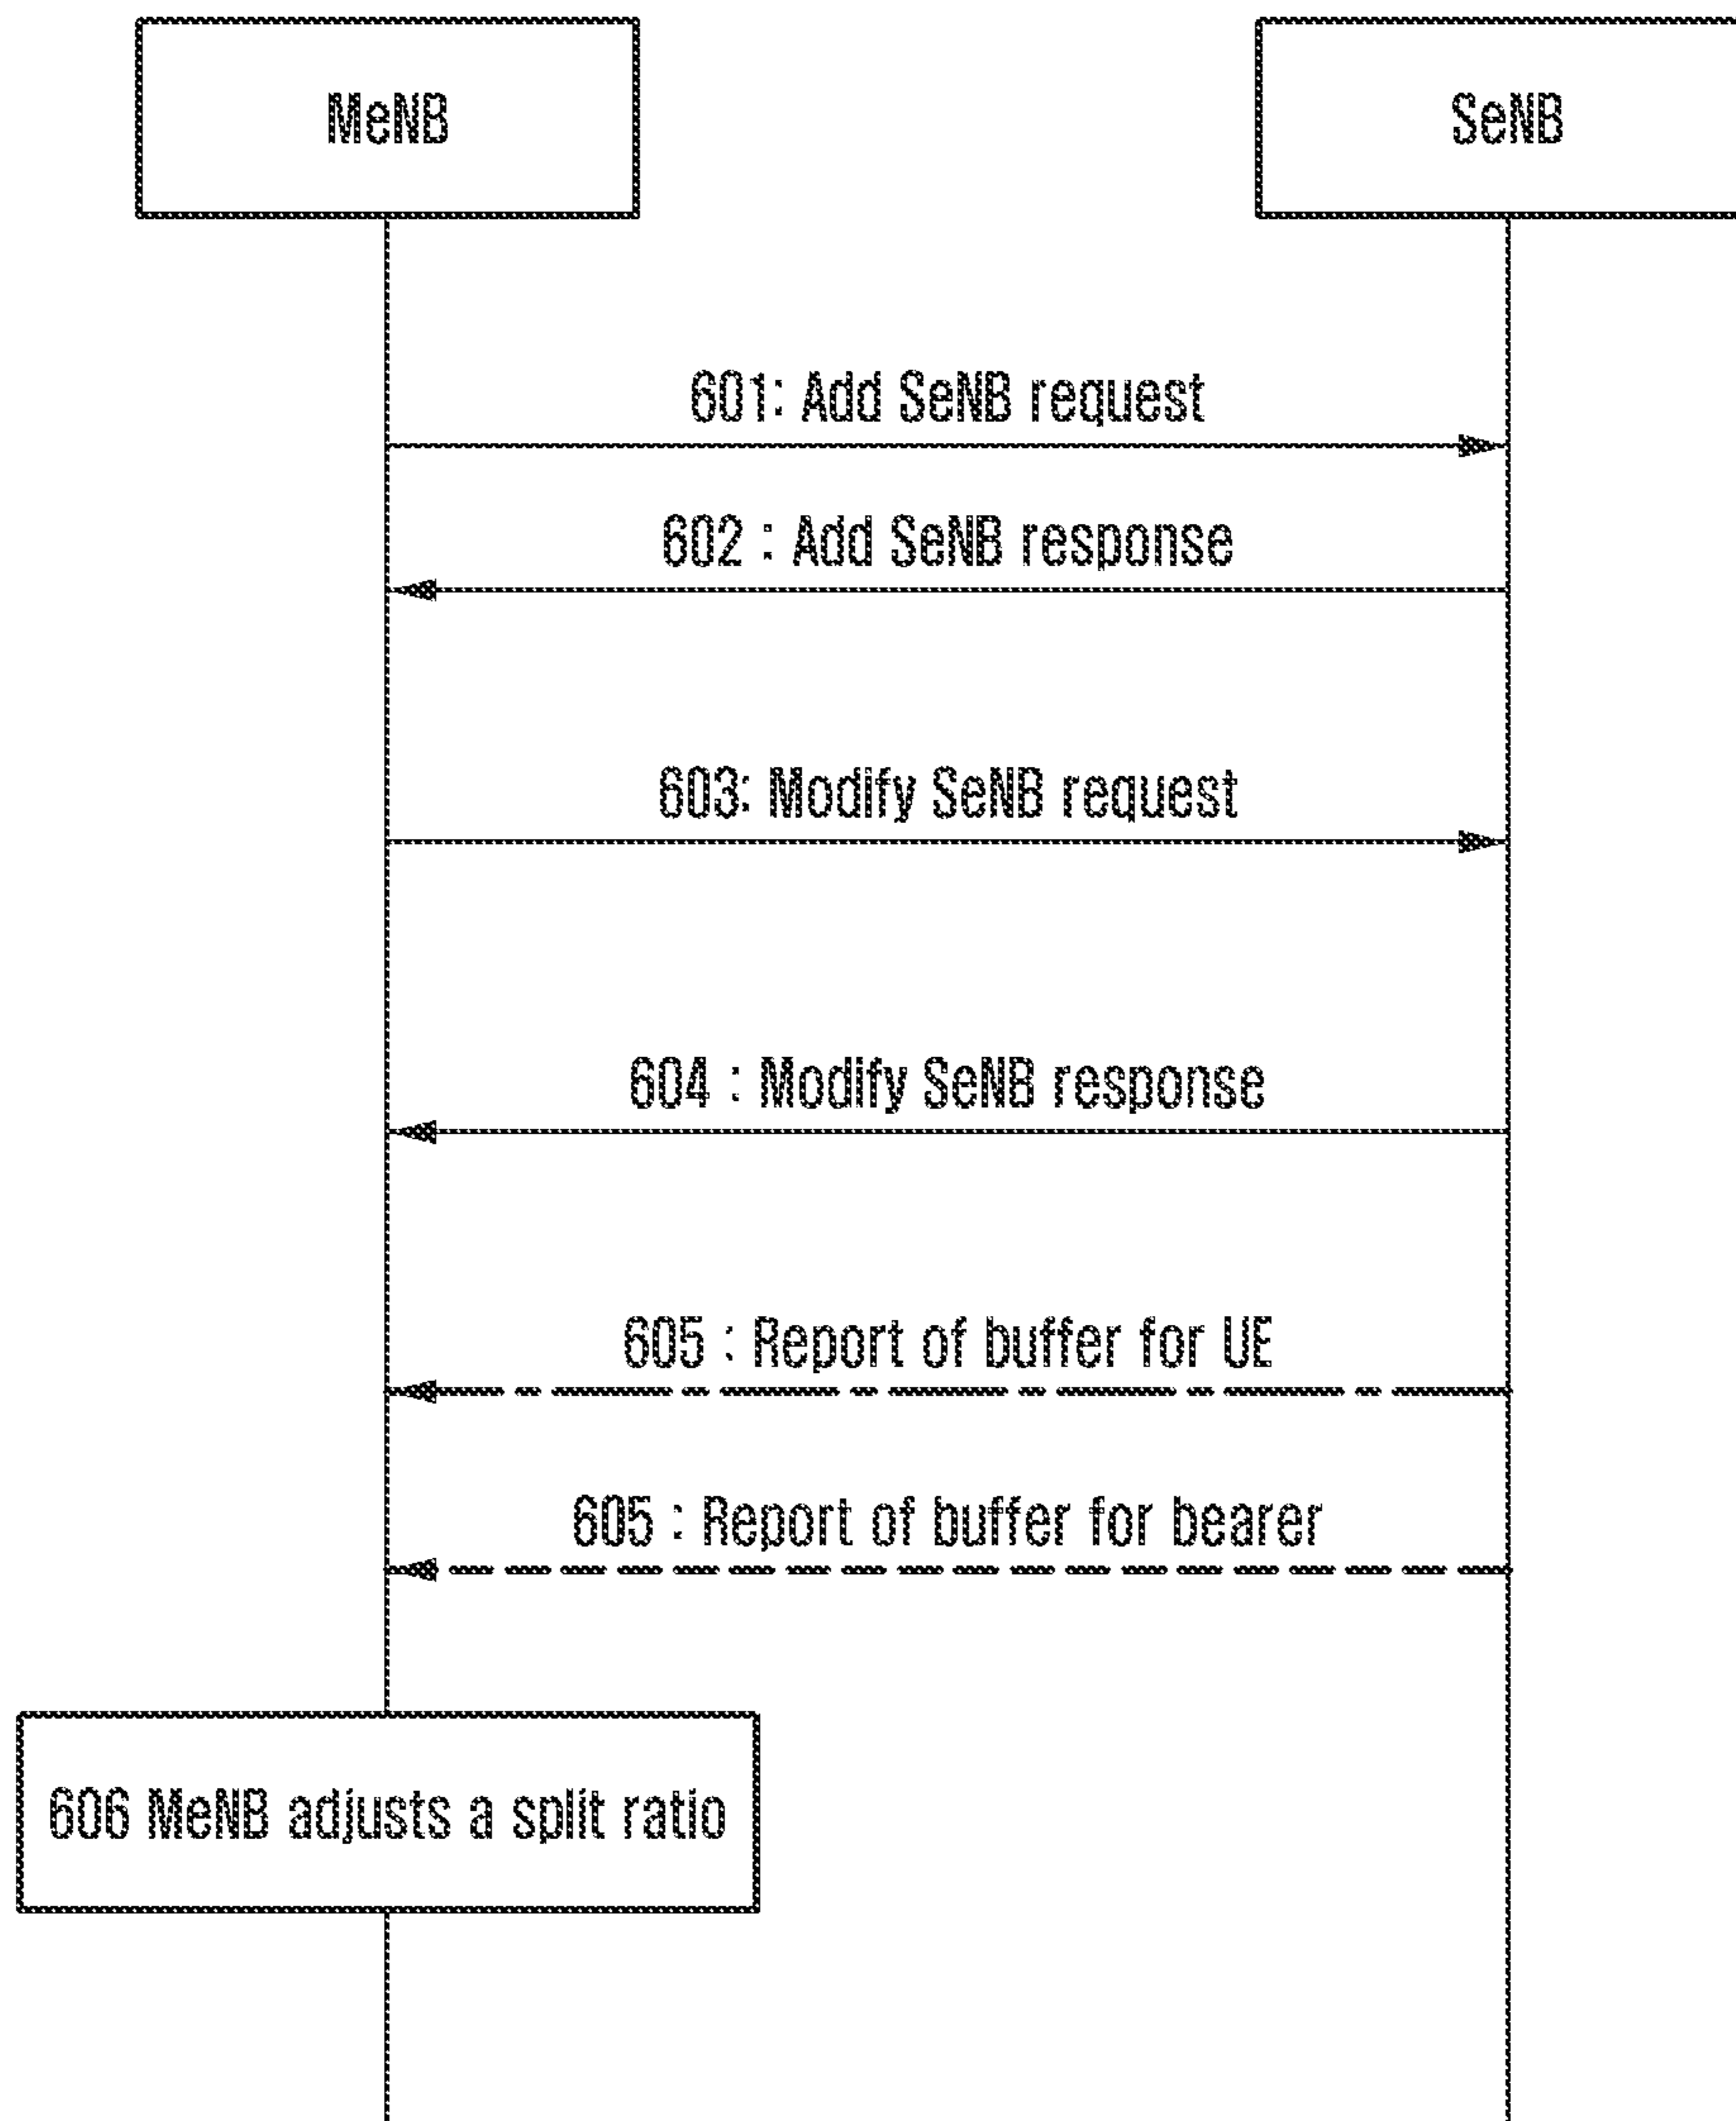 MeNB
SeNB
601: Add SeNB request
602 : Add SeNB response
603: Modify SeNB request
604 : Modify SeNB response
605 : Report of buffer for UE
605 : Report of buffer for bearer
606 MeNB adjusts a split ratio